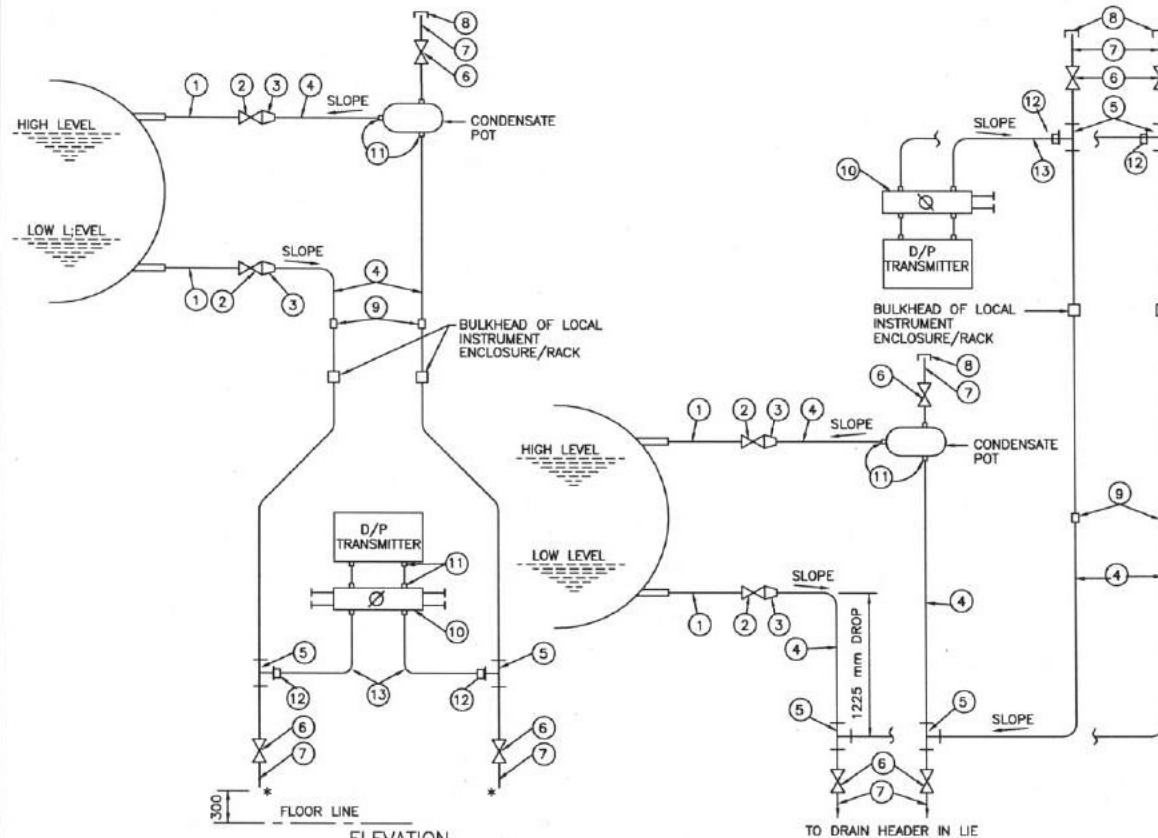 8
7
6
1
2
3
4
SLOPE
HIGH LEVEL
CONDENSATE
POT
11
LOW L;EVEL
SLOPE
1
2
3
4
9
BULKHEAD OF LOCAL
INSTRUMENT
ENCLOSURE/RACK
D/P
TRANSMITTER
11
10
5
5
12
13
12
6
7
6
7
*
*
300
FLOOR LINE
ELEVATION
8
7
6
12
5
SLOPE
13
12
10
D/P
TRANSMITTER
BULKHEAD OF LOCAL
INSTRUMENT
ENCLOSURE/RACK
8
7
6
1
2
3
4
SLOPE
HIGH LEVEL
CONDENSATE
POT
11
9
LOW LEVEL
SLOPE
1
2
3
4
4
4
1225 mm DROP
5
5
SLOPE
6
7
TO DRAIN HEADER IN LIE